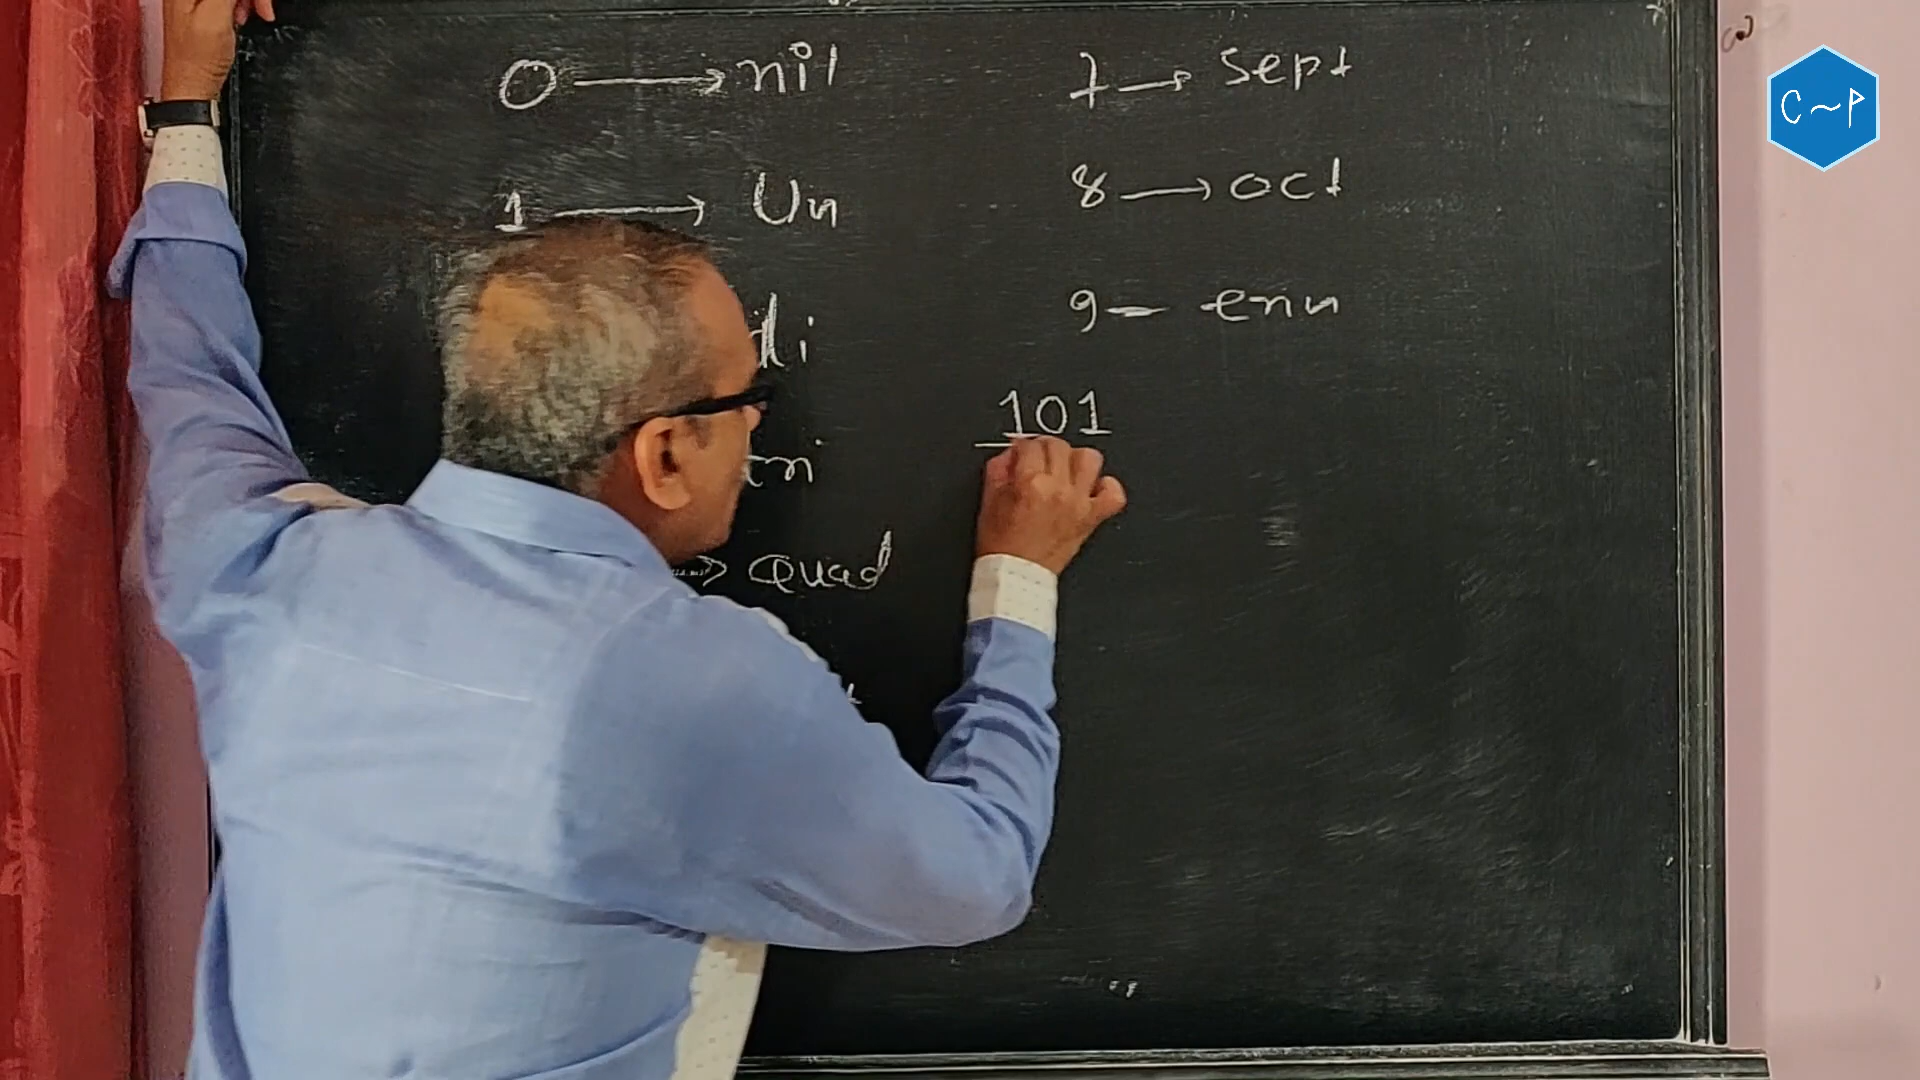 0 → nil
1 → Un
di
tri
→ Quad
7 → Sept
8 → oct
9 — enn
101
C~P